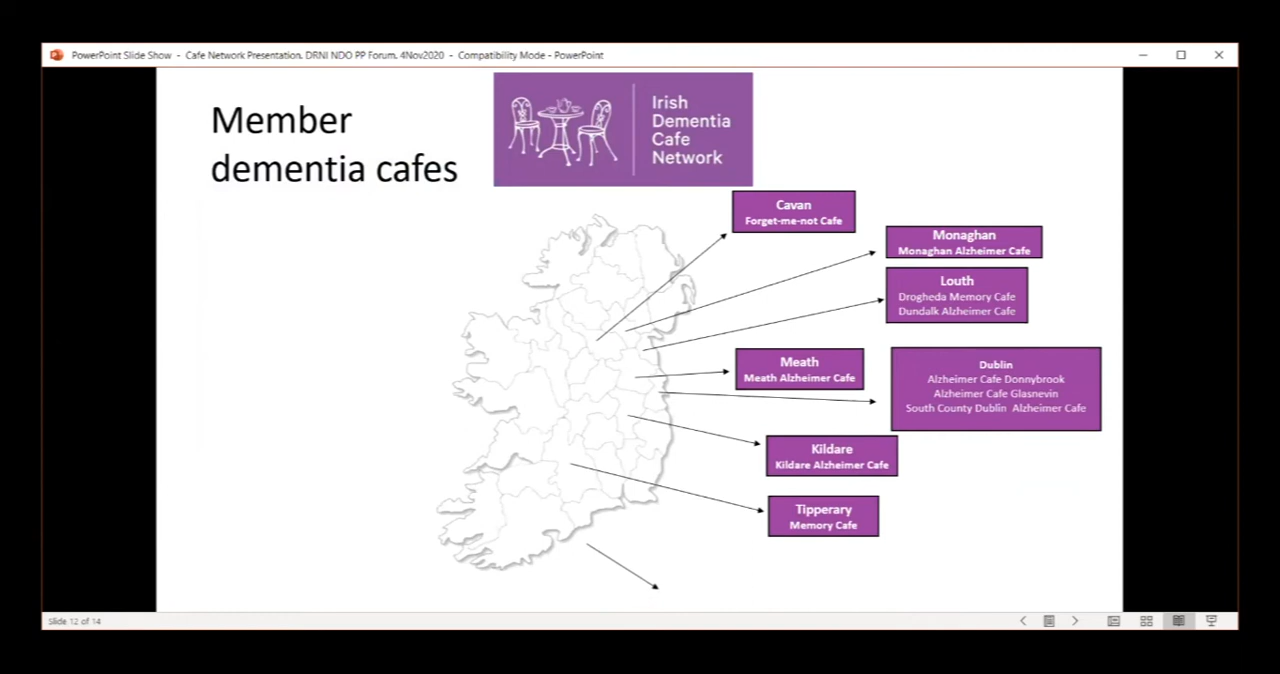 PowerPoint Slide Show - Cafe Network Presentation. DRNI NDO PP Forum. 4Nov2020 - Compatibility Mode - PowerPoint
Member
dementia cafes
Irish
Dementia
Cafe
Network
Cavan
Forget-me-not Cafe
Monaghan
Monaghan Alzheimer Cafe
Louth
Drogheda Memory Cafe
Dundalk Alzheimer Cafe
Meath
Meath Alzheimer Cafe
Dublin
Alzheimer Cafe Donnybrook
Alzheimer Cafe Glasnevin
South County Dublin Alzheimer Cafe
Kildare
Kildare Alzheimer Cafe
Tipperary
Memory Cafe
Slide 12 of 14